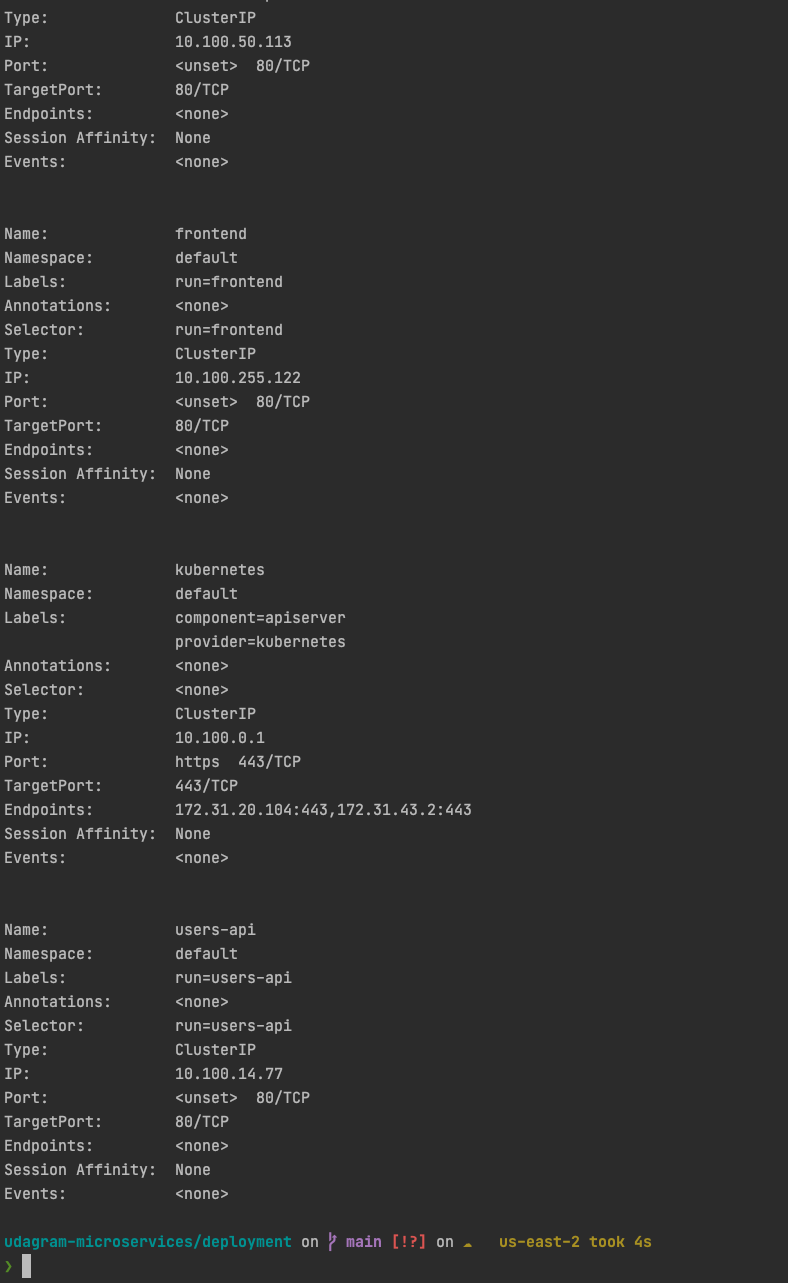 Type:              ClusterIP
IP:                10.100.50.113
Port:              <unset>  80/TCP
TargetPort:        80/TCP
Endpoints:         <none>
Session Affinity:  None
Events:            <none>
Name:              frontend
Namespace:         default
Labels:            run=frontend
Annotations:       <none>
Selector:          run=frontend
Type:              ClusterIP
IP:                10.100.255.122
Port:              <unset>  80/TCP
TargetPort:        80/TCP
Endpoints:         <none>
Session Affinity:  None
Events:            <none>
Name:              kubernetes
Namespace:         default
Labels:            component=apiserver
                   provider=kubernetes
Annotations:       <none>
Selector:          <none>
Type:              ClusterIP
IP:                10.100.0.1
Port:              https  443/TCP
TargetPort:        443/TCP
Endpoints:         172.31.20.104:443,172.31.43.2:443
Session Affinity:  None
Events:            <none>
Name:              users-api
Namespace:         default
Labels:            run=users-api
Annotations:       <none>
Selector:          run=users-api
Type:              ClusterIP
IP:                10.100.14.77
Port:              <unset>  80/TCP
TargetPort:        80/TCP
Endpoints:         <none>
Session Affinity:  None
Events:            <none>
udagram-microservices/deployment on main [!?] on ☁ us-east-2 took 4s
❯